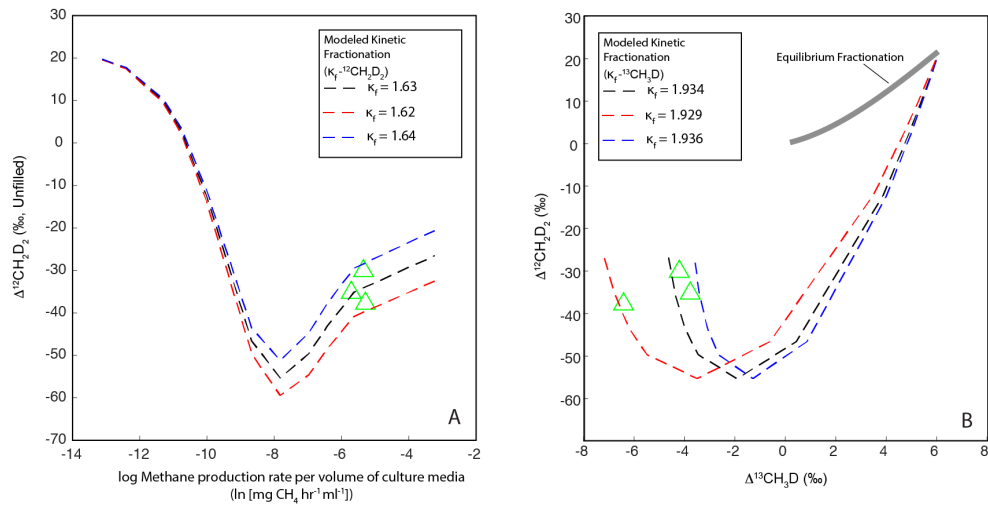 30
20
10
0
-10
-20
-30
-40
-50
-60
-70
Δ¹²CH₂D₂ (‰, Unfilled)
Modeled Kinetic
Fractionation
(κf-¹²CH₂D₂)
κf = 1.63
κf = 1.62
κf = 1.64
A
-14
-12
-10
-8
-6
-4
-2
log Methane production rate per volume of culture media
(ln [mg CH₄ hr⁻¹ml⁻¹])
B
30
20
10
0
-10
-20
-30
-40
-50
-60
Δ¹²CH₂D₂ (‰)
Modeled Kinetic
Fractionation
(κf-¹³CH₃D)
κf = 1.934
κf = 1.929
κf = 1.936
Equilibrium Fractionation
B
-8
-6
-4
-2
0
2
4
6
8
Δ¹³CH₃D (‰)